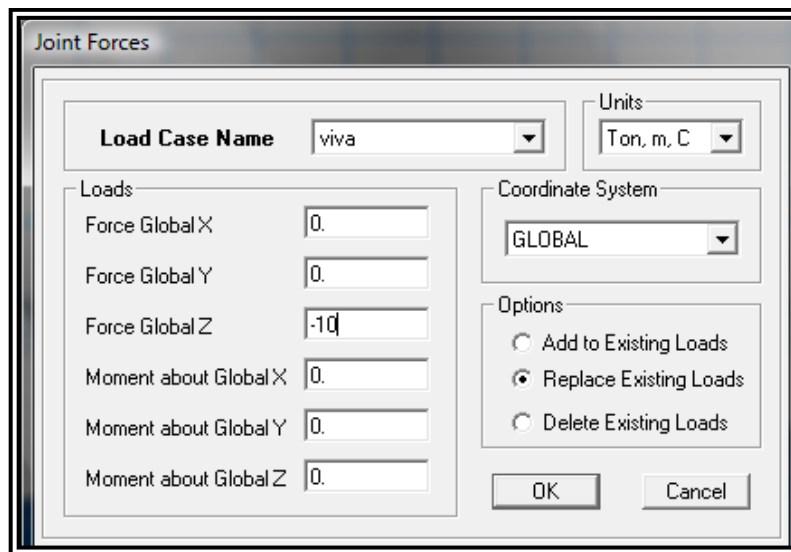 Joint Forces
Load Case Name viva
Units
Ton, m, C
Loads
Force Global X 0.
Force Global Y 0.
Force Global Z -10
Moment about Global X 0.
Moment about Global Y 0.
Moment about Global Z 0.
Coordinate System
GLOBAL
Options
Add to Existing Loads
Replace Existing Loads
Delete Existing Loads
OK Cancel